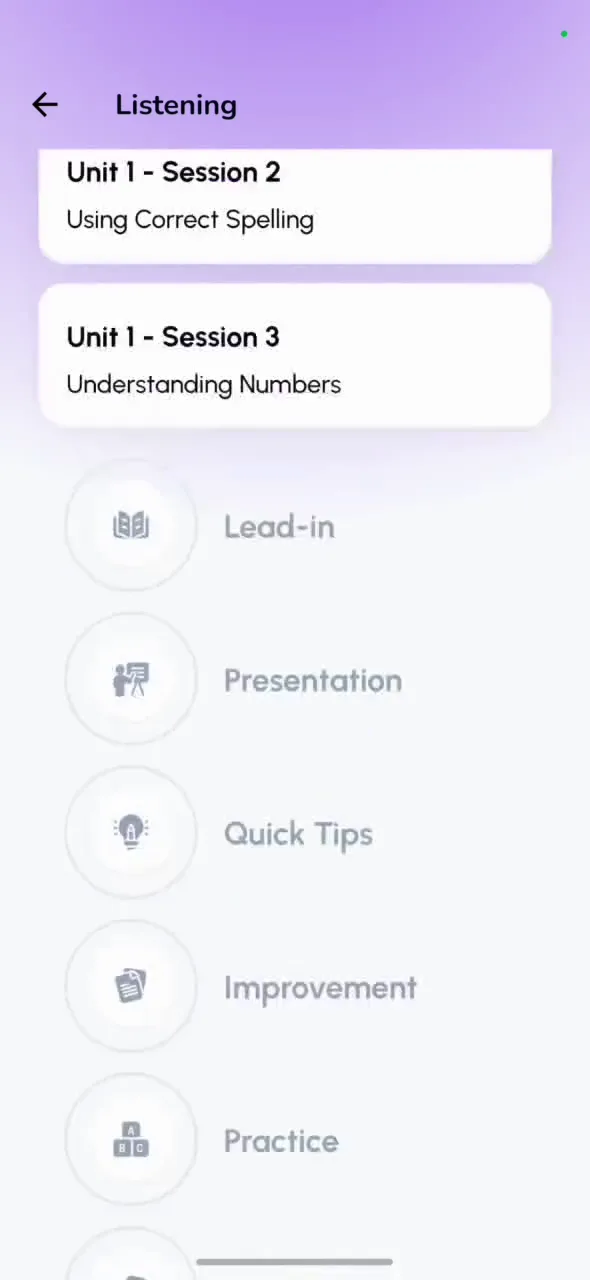 Listening
Unit 1 - Session 2
Using Correct Spelling
Unit 1 - Session 3
Understanding Numbers
Lead-in
Presentation
Quick Tips
Improvement
A
B C
Practice